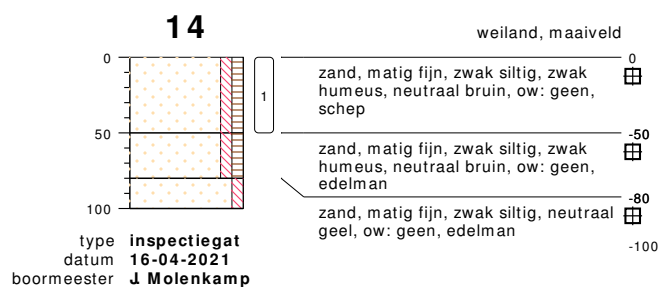 14
weiland, maaiveld
0
0
zand, matig fijn, zwak siltig, zwak
humeus, neutraal bruin, ow: geen,
schep
1
50
-50
zand, matig fijn, zwak siltig, zwak
humeus, neutraal bruin, ow: geen,
edelman
-80
zand, matig fijn, zwak siltig, neutraal
geel, ow: geen, edelman
100
-100
type inspectiegat
datum 16-04-2021
boormeester J. Molenkamp